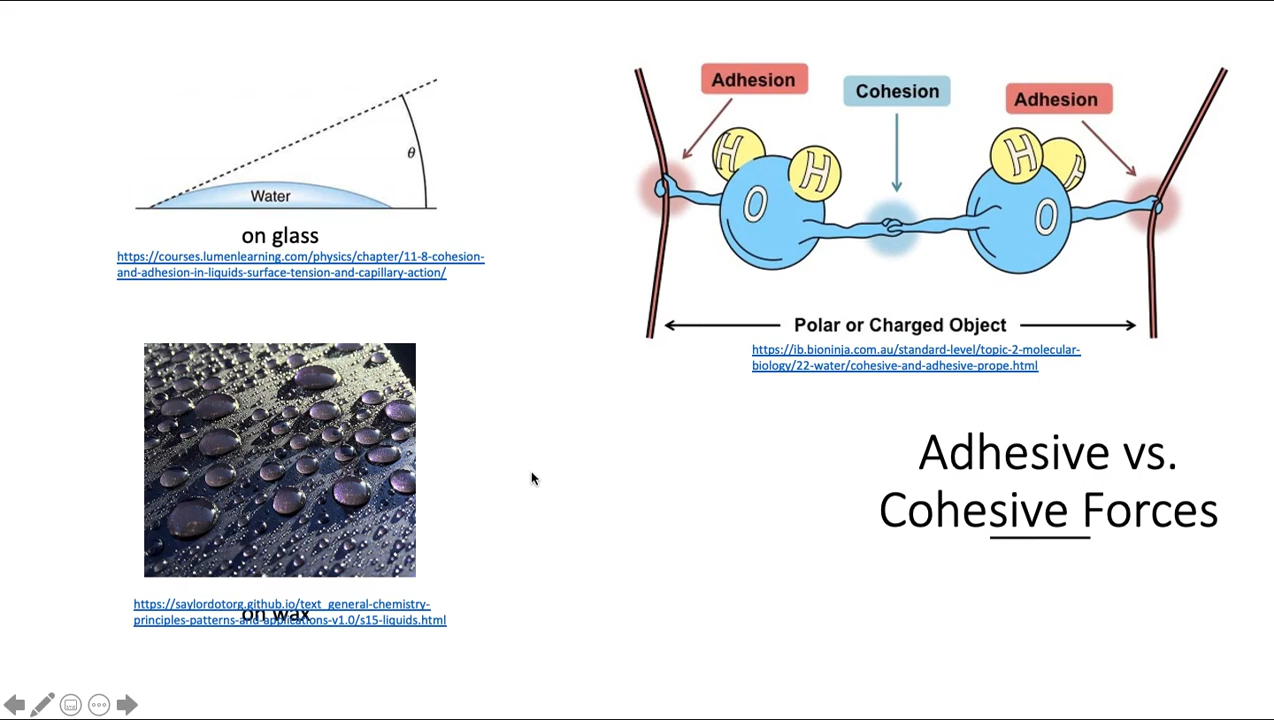 θ
Water
on glass
https://courses.lumenlearning.com/physics/chapter/11-8-cohesion-
and-adhesion-in-liquids-surface-tension-and-capillary-action/
https://saylordotorg.github.io/text_general-chemistry-
principles-patterns-and-applications-v1.0/s15-liquids.html
on wax
Adhesion
Cohesion
Adhesion
H
H
H
H
O
O
Polar or Charged Object
https://ib.bioninja.com.au/standard-level/topic-2-molecular-
biology/22-water/cohesive-and-adhesive-prope.html
Adhesive vs.
Cohesive Forces